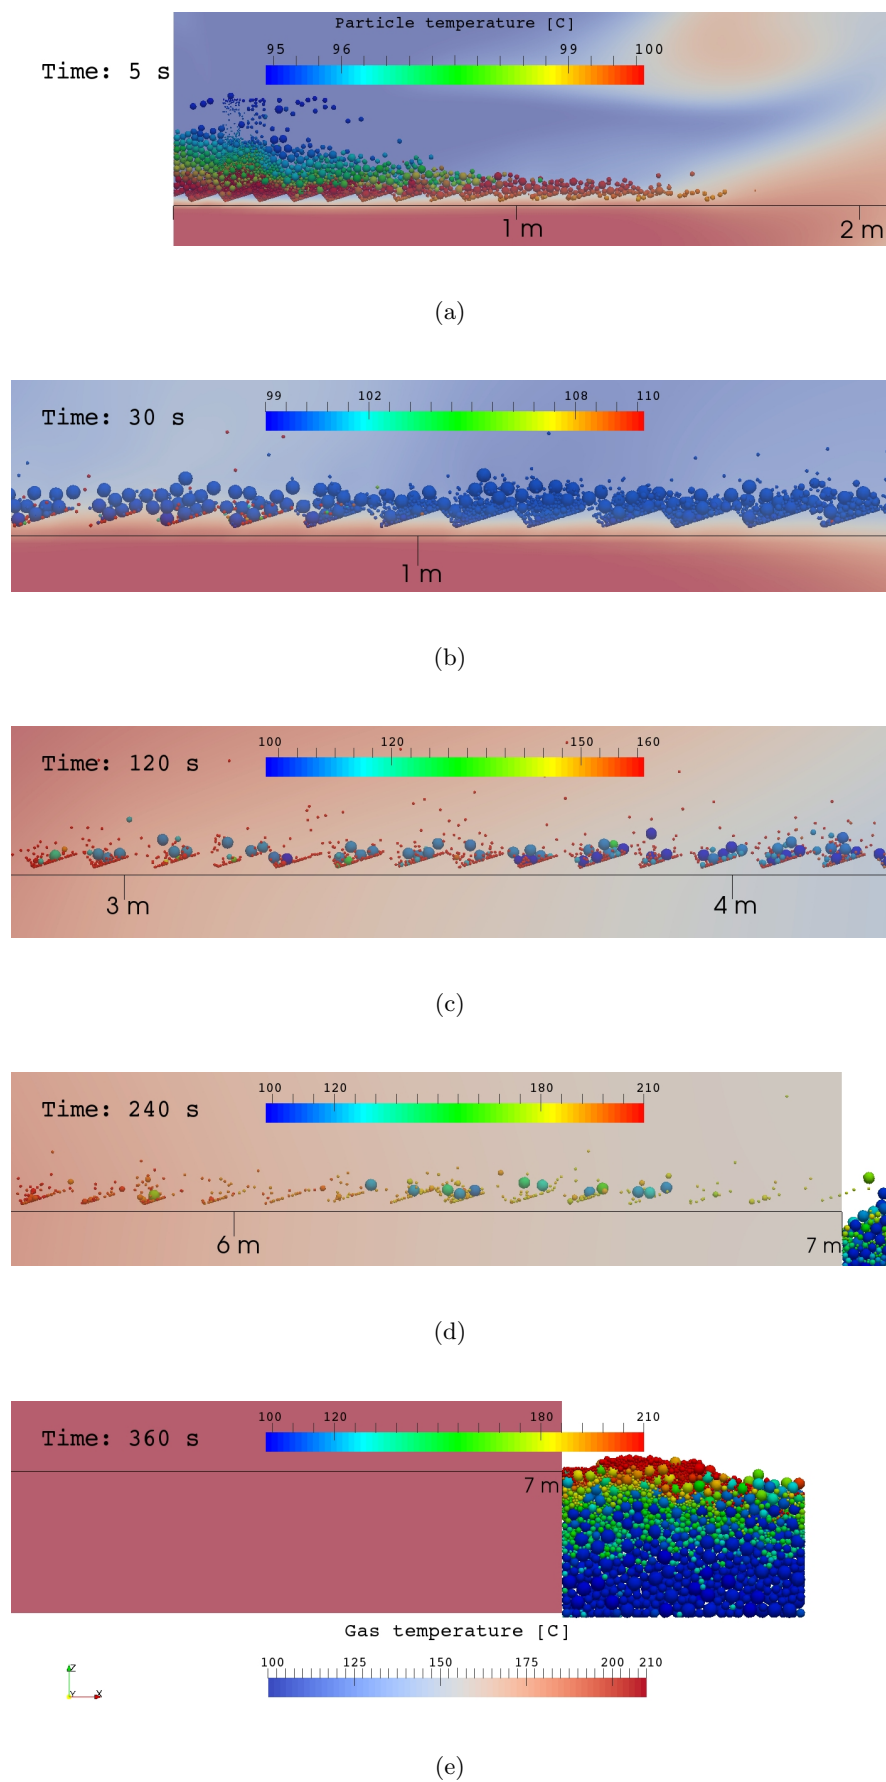 Particle temperature [C]
95 96 99 100
Time: 5 s
1 m
2 m
(a)
99 102 108 110
Time: 30 s
1 m
(b)
100 120 150 160
Time: 120 s
3 m
4 m
(c)
100 120 180 210
Time: 240 s
6 m
7 m
(d)
100 120 180 210
Time: 360 s
7 m
Gas temperature [C]
100 125 150 175 200 210
Z
Y X
(e)